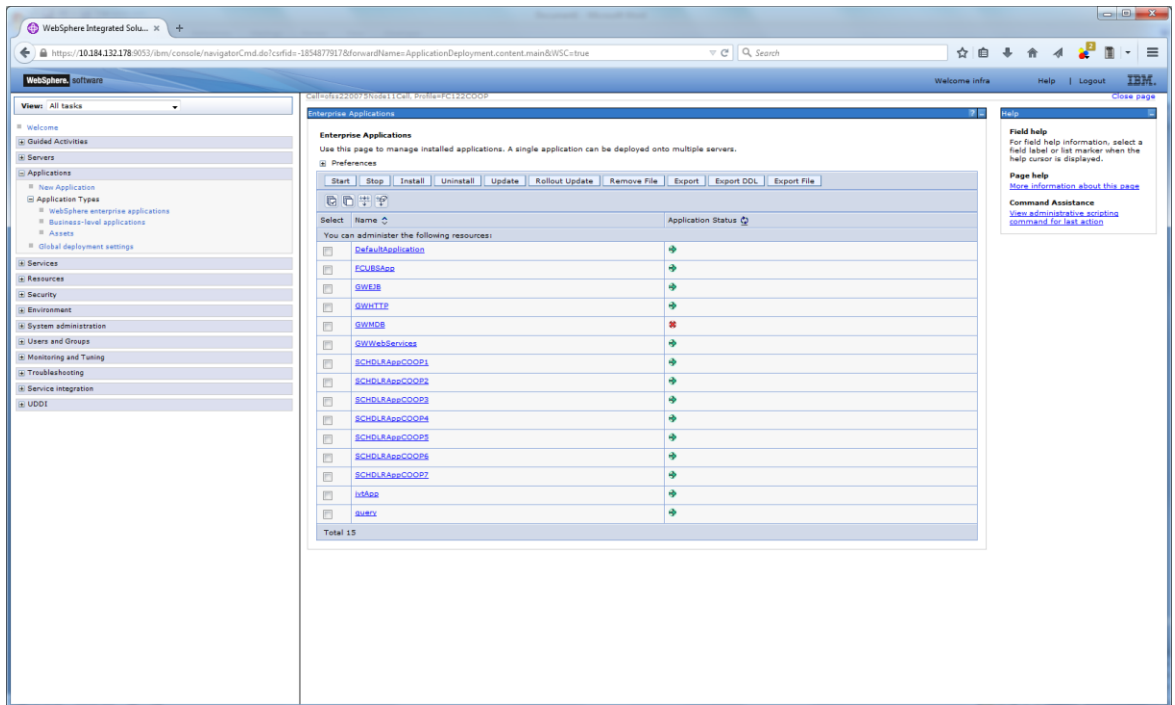 WebSphere Integrated Solu...
https://10.184.132.178:9053/ibm/console/navigatorCmd.do?csrfid=-1854877917&forwardName=ApplicationDeployment.content.main&WSC=true
Search
2
WebSphere. software
Welcome infra
Help | Logout
IBM.
View: All tasks
Welcome
Guided Activities
Servers
Applications
New Application
Application Types
WebSphere enterprise applications
Business-level applications
Assets
Global deployment settings
Services
Resources
Security
Environment
System administration
Users and Groups
Monitoring and Tuning
Troubleshooting
Service integration
UDDI
Cell=ofss220075Node11Cell, Profile=FC122COOP
Close page
Enterprise Applications
Enterprise Applications
Use this page to manage installed applications. A single application can be deployed onto multiple servers.
Preferences
Start Stop Install Uninstall Update Rollout Update Remove File Export Export DDL Export File
Select Name Application Status
You can administer the following resources:
DefaultApplication
FCUBSApp
GWEJB
GWHTTP
GWMDB
GWWebServices
SCHDLRAppCOOP1
SCHDLRAppCOOP2
SCHDLRAppCOOP3
SCHDLRAppCOOP4
SCHDLRAppCOOP5
SCHDLRAppCOOP6
SCHDLRAppCOOP7
ivtApp
query
Total 15
Help
Field help
For field help information, select a
field label or list marker when the
help cursor is displayed.
Page help
More information about this page
Command Assistance
View administrative scripting
command for last action